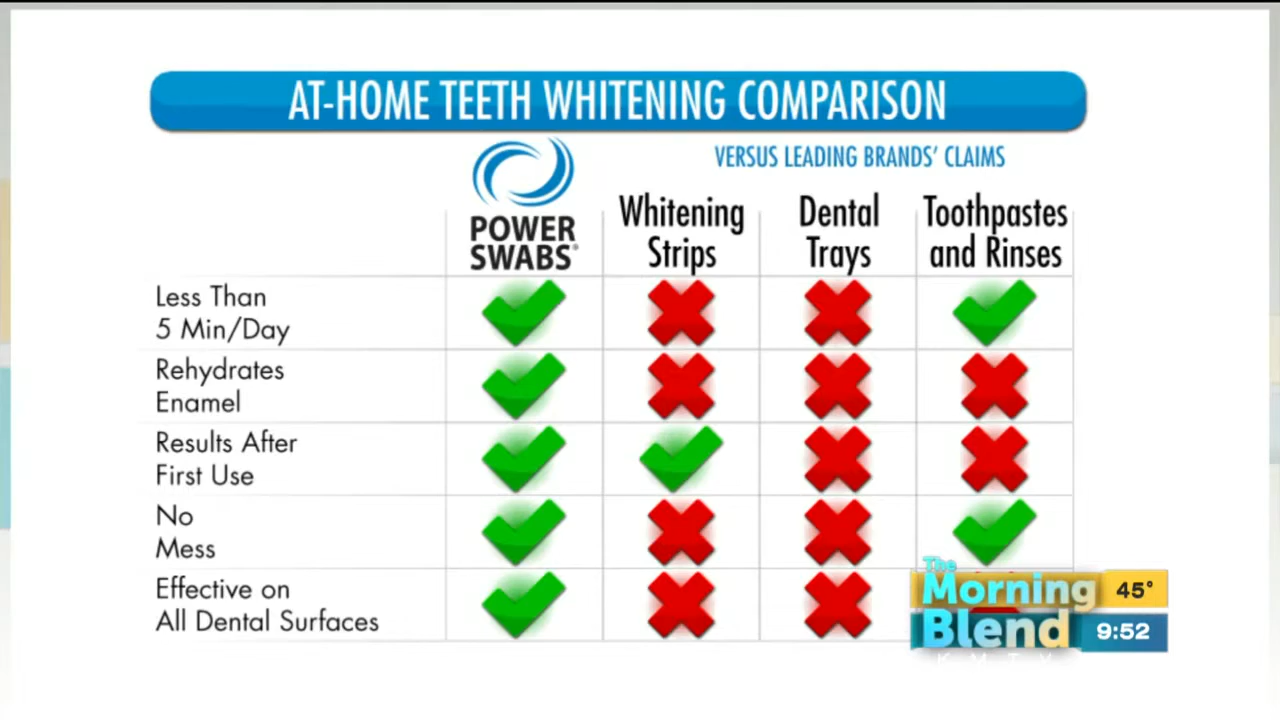 AT-HOME TEETH WHITENING COMPARISON
VERSUS LEADING BRANDS' CLAIMS
POWER
SWABS®
Whitening
Strips
Dental
Trays
Toothpastes
and Rinses
Less Than
5 Min/Day
Rehydrates
Enamel
Results After
First Use
No
Mess
Effective on
All Dental Surfaces
The
Morning
Blend
45°
9:52